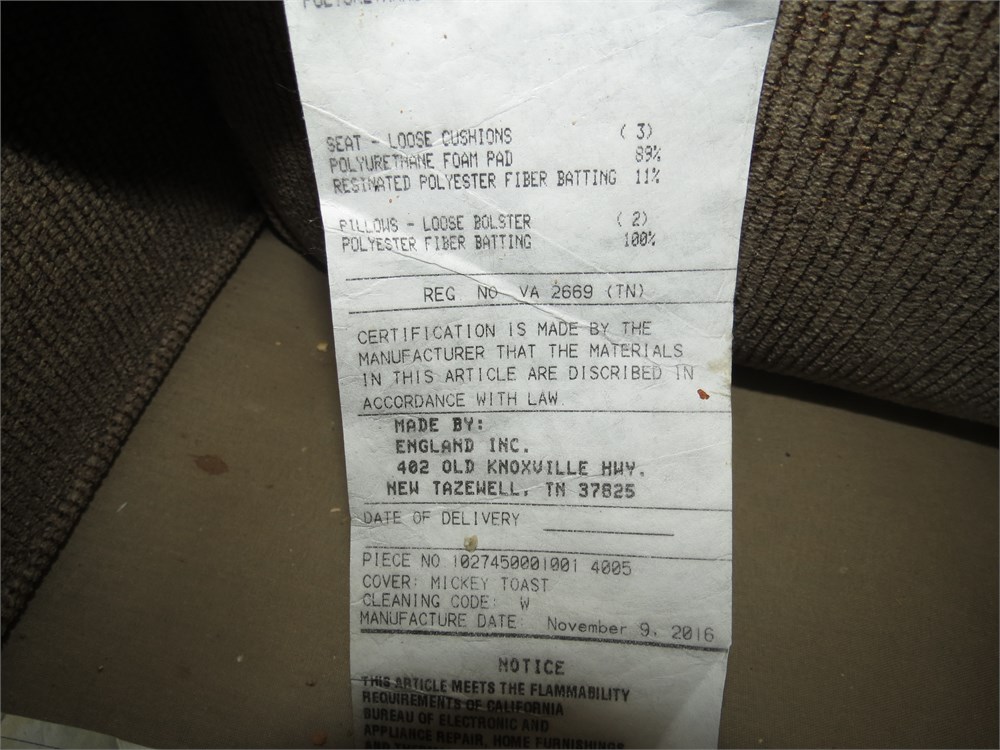 SEAT - LOOSE CUSHIONS ( 3)
POLYURETHANE FOAM PAD 89%
RESINATED POLYESTER FIBER BATTING 11%
PILLOWS - LOOSE BOLSTER ( 2)
POLYESTER FIBER BATTING 100%
REG NO VA 2669 (TN)
CERTIFICATION IS MADE BY THE
MANUFACTURER THAT THE MATERIALS
IN THIS ARTICLE ARE DISCRIBED IN
ACCORDANCE WITH LAW.
MADE BY:
ENGLAND INC.
402 OLD KNOXVILLE HWY.
NEW TAZEWELL, TN 37825
DATE OF DELIVERY
PIECE NO 1027450001001 4005
COVER: MICKEY TOAST
CLEANING CODE: W
MANUFACTURE DATE: November 9, 2016
NOTICE
THIS ARTICLE MEETS THE FLAMMABILITY
REQUIREMENTS OF CALIFORNIA
BUREAU OF ELECTRONIC AND
APPLIANCE REPAIR, HOME FURNISHINGS